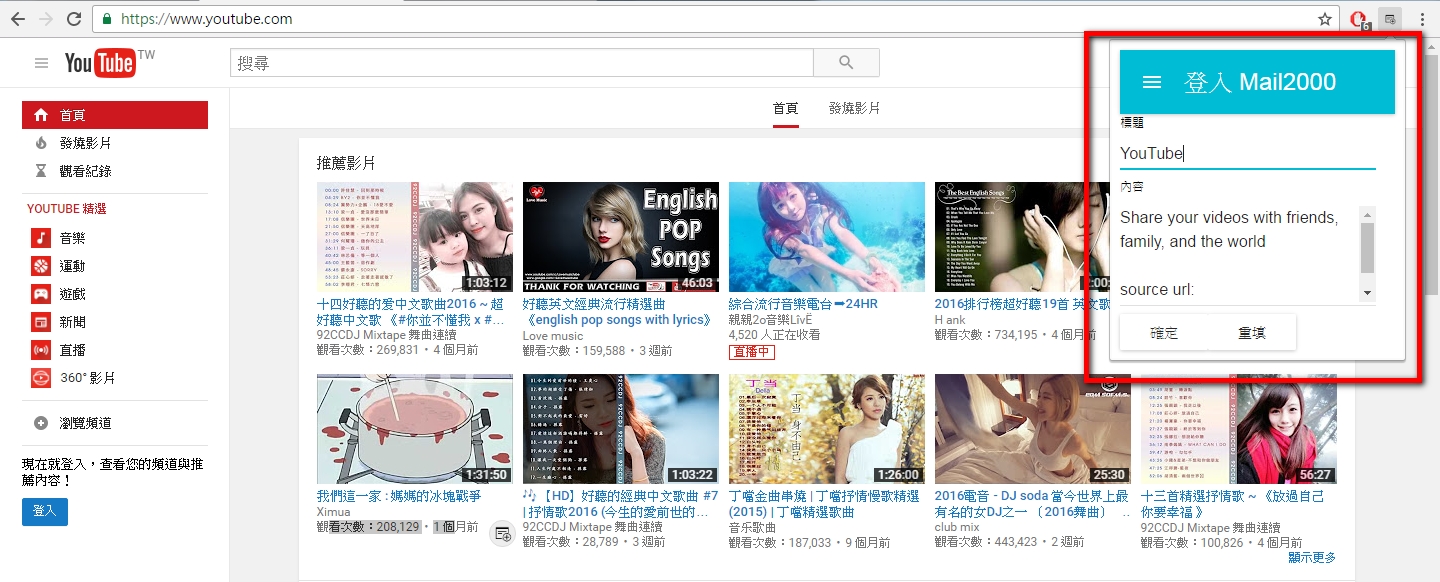 https://www.youtube.com
6
YouTube TW
搜尋
登入 Mail2000
標題
YouTube
內容
Share your videos with friends,
family, and the world
source url:
確定
重填
首頁
發燒影片
觀看紀錄
YOUTUBE 精選
音樂
運動
遊戲
新聞
直播
360° 影片
瀏覽頻道
現在就登入，查看您的頻道與推
薦內容！
登入
首頁
發燒影片
推薦影片
92CCDJ
1:03:12
十四好聽的愛中文歌曲2016 ~ 超
好聽中文歌 《#你並不懂我 x #...
92CCDJ Mixtape 舞曲連續
觀看次數：269,831 • 4 個月前
Love Music
English
POP
Songs
THANK FOR WATCHING
46:03
好聽英文經典流行精選曲
《english pop songs with lyrics》
Love music
觀看次數：159,588 • 3 週前
綜合流行音樂電台➡24HR
親親2o音樂LïvË
4,520 人正在收看
直播中
The Best English Songs
2016排行榜超好聽19首 英文歌
H ank
觀看次數：734,195 • 4 個月前
1:31:50
我們這一家 : 媽媽的冰塊戰爭
Ximua
觀看次數：208,129 • 1 個月前
92CCDJ
1:03:22
🎶【HD】好聽的經典中文歌曲 #7
| 抒情歌2016 (今生的愛前世的...
92CCDJ Mixtape 舞曲連續
觀看次數：28,789 • 3 週前
丁当
Della
丁当 身不由己
1:26:00
丁噹金曲串燒 | 丁噹抒情慢歌精選
(2015) | 丁噹精選歌曲
音乐歌曲
觀看次數：187,033 • 9 個月前
25:30
2016電音 - DJ soda 當今世界上最
有名的女DJ之一 〔2016舞曲〕 ...
club mix
觀看次數：443,423 • 2 週前
92CCDJ
56:27
十三首精選抒情歌 ~ 《放過自己
你要幸福 》
92CCDJ Mixtape 舞曲連續
觀看次數：100,826 • 4 個月前
顯示更多